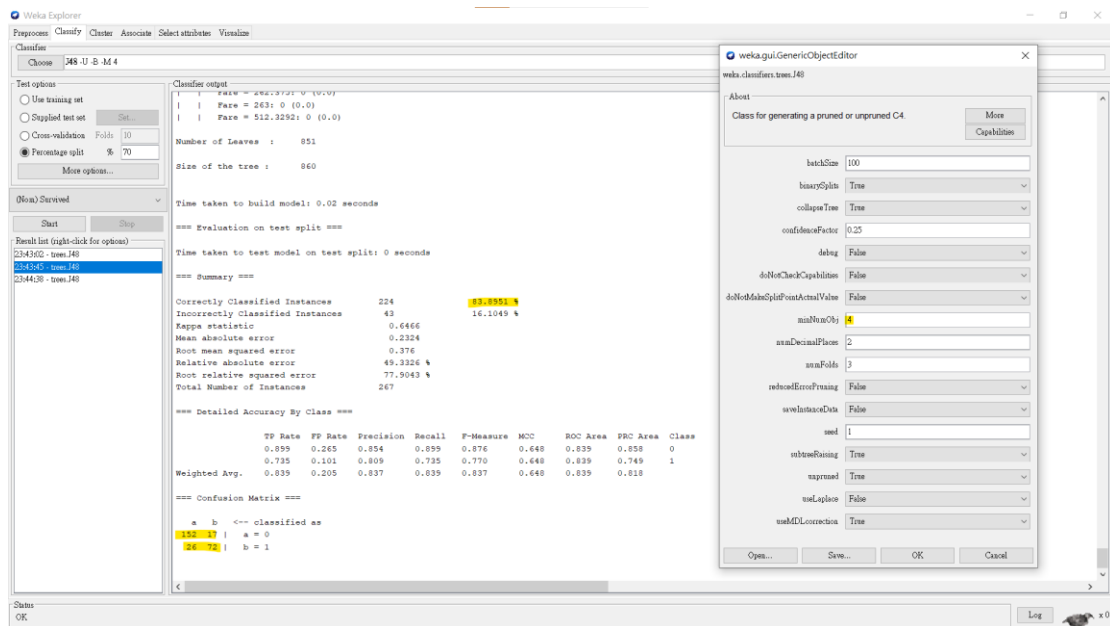 Weka Explorer
Preprocess Classify Cluster Associate Select attributes Visualize
Classifier
Choose J48 -U -B -M 4
Test options
Use training set
Supplied test set Set...
Cross-validation Folds 10
Percentage split % 70
More options...
(Nom) Survived
Start Stop
Result list (right-click for options)
23:43:02 - trees.J48
23:43:45 - trees.J48
23:44:38 - trees.J48
Classifier output
| | Fare = 262.375: 0 (0.0)
| | Fare = 263: 0 (0.0)
| | Fare = 512.3292: 0 (0.0)
Number of Leaves : 851
Size of the tree : 860
Time taken to build model: 0.02 seconds
=== Evaluation on test split ===
Time taken to test model on test split: 0 seconds
=== Summary ===
Correctly Classified Instances 224 83.8951 %
Incorrectly Classified Instances 43 16.1049 %
Kappa statistic 0.6466
Mean absolute error 0.2324
Root mean squared error 0.376
Relative absolute error 49.3326 %
Root relative squared error 77.9043 %
Total Number of Instances 267
=== Detailed Accuracy By Class ===
TP Rate FP Rate Precision Recall F-Measure MCC ROC Area PRC Area Class
0.899 0.265 0.854 0.899 0.876 0.648 0.839 0.858 0
0.735 0.101 0.809 0.735 0.770 0.648 0.839 0.749 1
Weighted Avg. 0.839 0.205 0.837 0.839 0.837 0.648 0.839 0.818
=== Confusion Matrix ===
a b <-- classified as
152 17 | a = 0
26 72 | b = 1
weka.gui.GenericObjectEditor
weka.classifiers.trees.J48
About
Class for generating a pruned or unpruned C4.
More
Capabilities
batchSize 100
binarySplits True
collapseTree True
confidenceFactor 0.25
debug False
doNotCheckCapabilities False
doNotMakeSplitPointActualValue False
minNumObj 4
numDecimalPlaces 2
numFolds 3
reducedErrorPruning False
saveInstanceData False
seed 1
subtreeRaising True
unpruned True
useLaplace False
useMDLcorrection True
Open... Save... OK Cancel
Status
OK
Log x 0